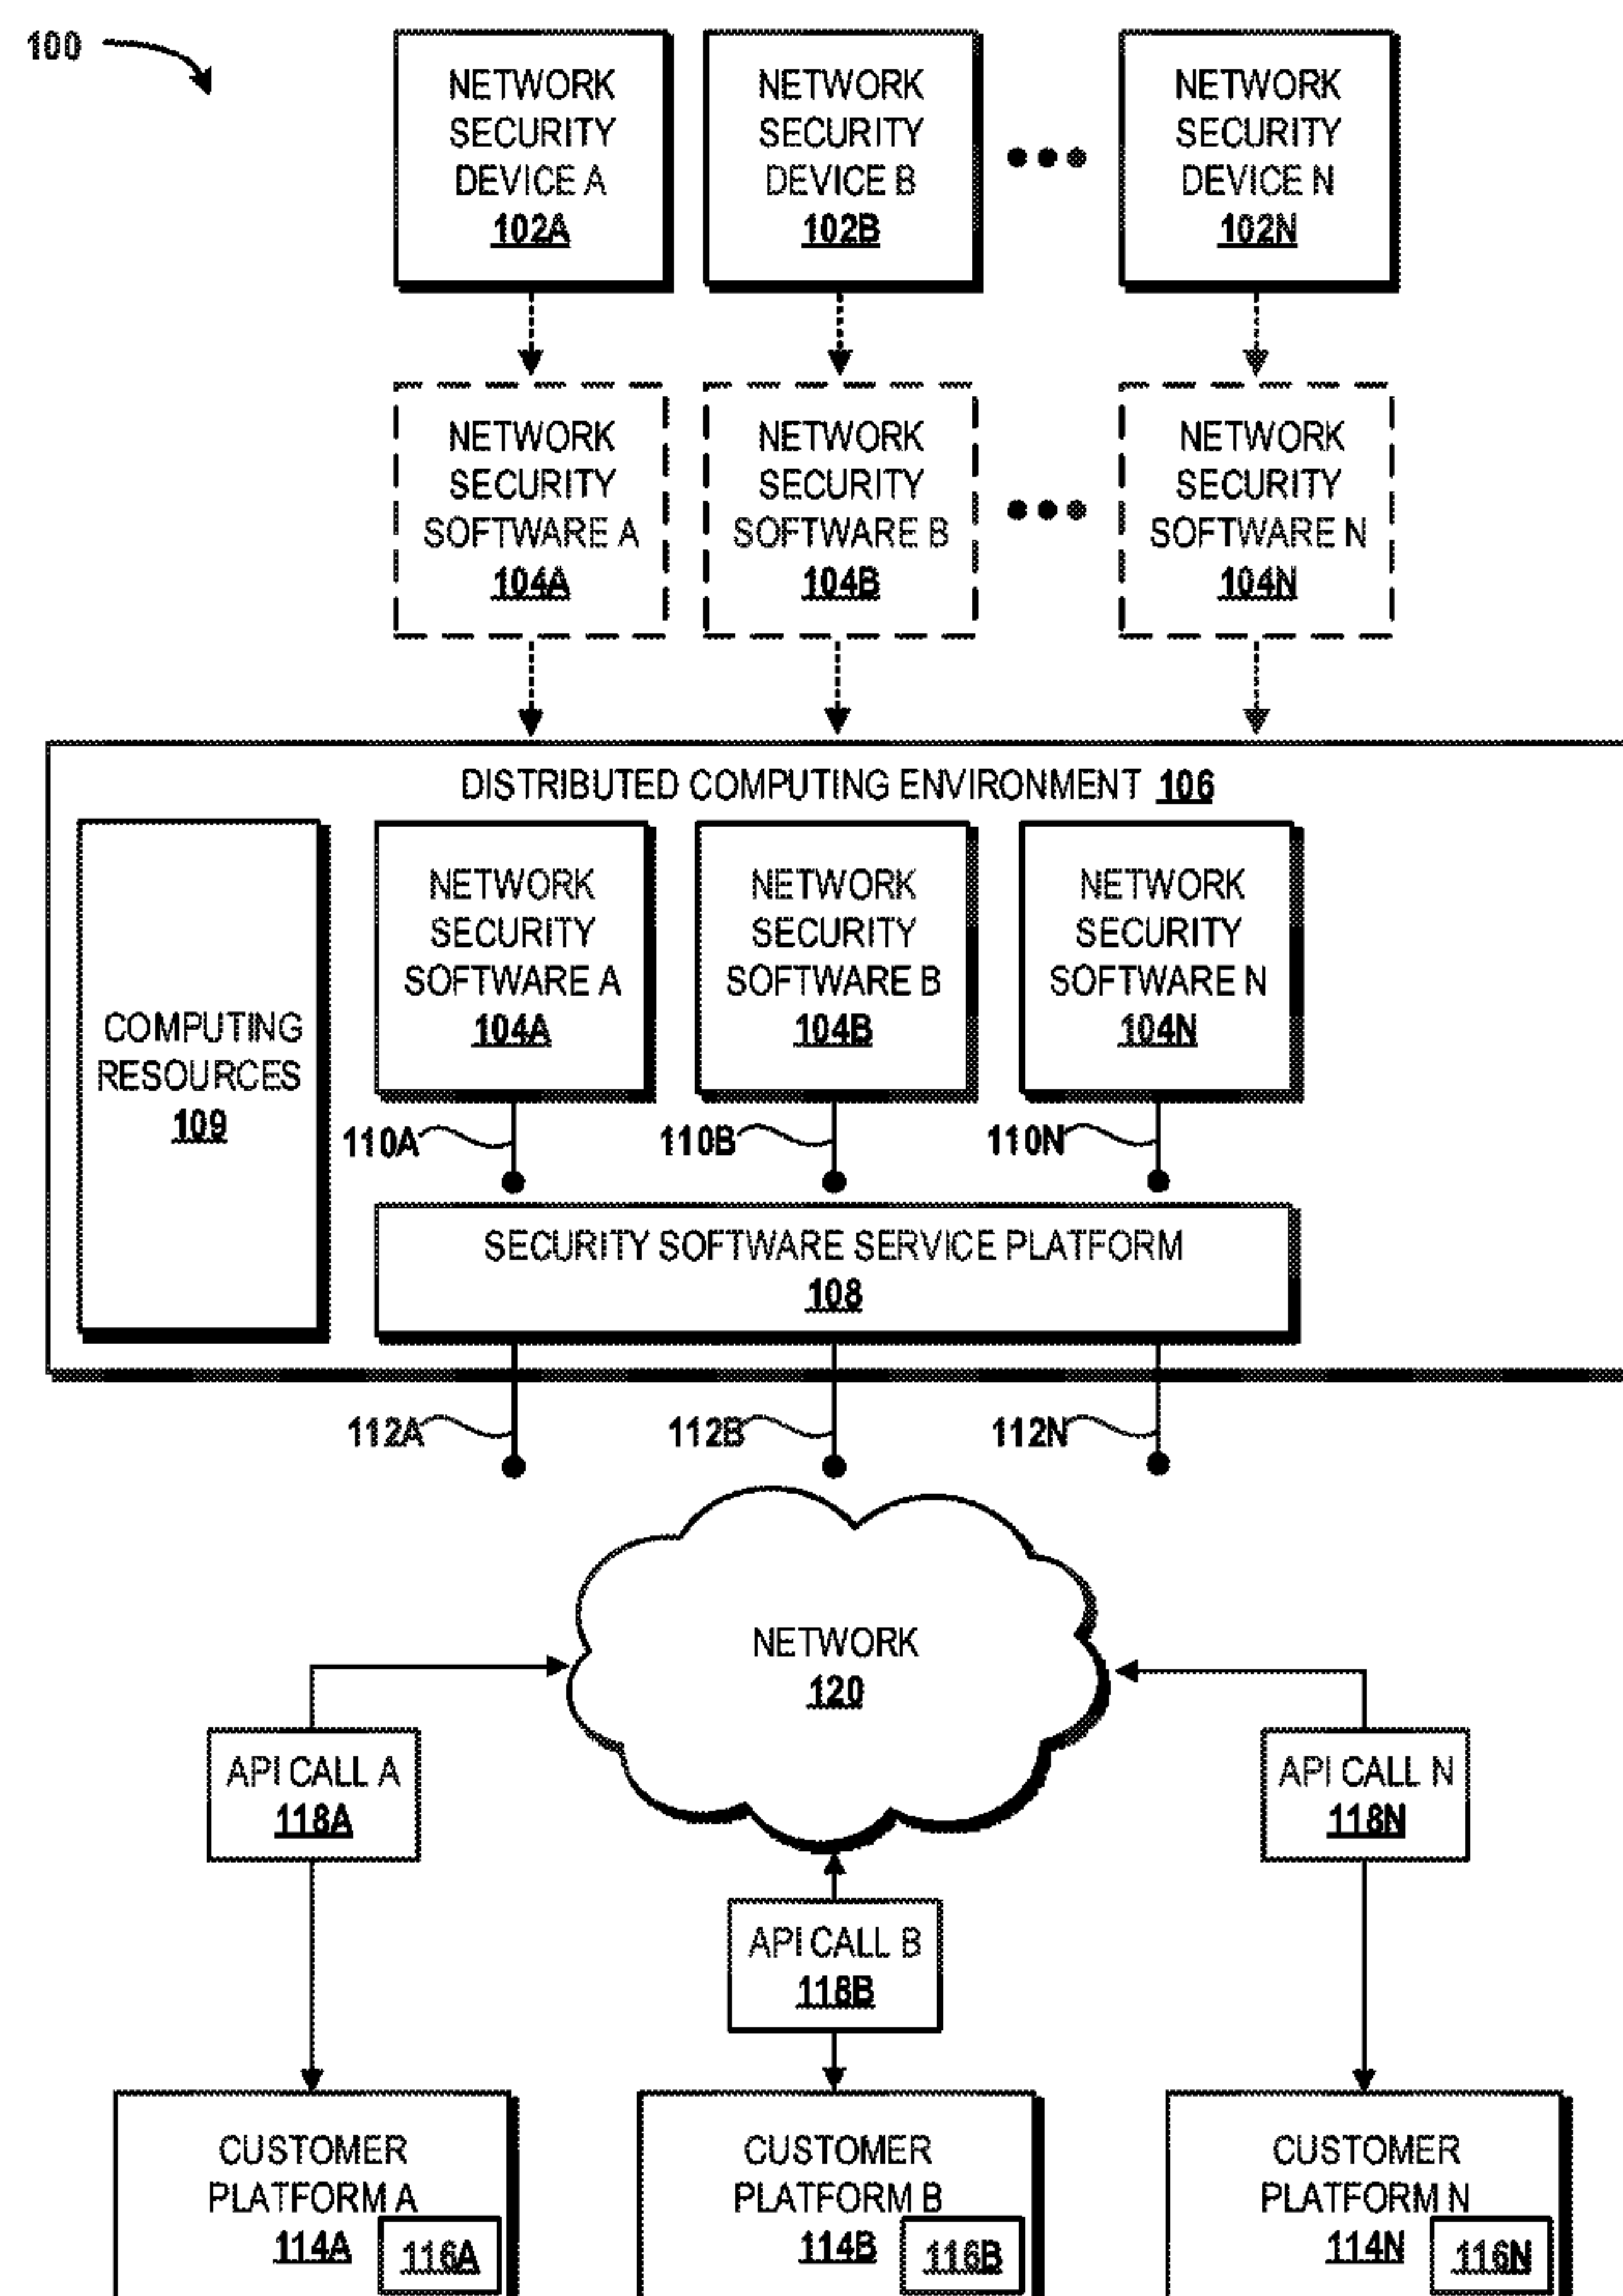 100
NETWORK
SECURITY
DEVICE A
102A
NETWORK
SECURITY
DEVICE B
102B
NETWORK
SECURITY
DEVICE N
102N
NETWORK
SECURITY
SOFTWARE A
104A
NETWORK
SECURITY
SOFTWARE B
104B
NETWORK
SECURITY
SOFTWARE N
104N
DISTRIBUTED COMPUTING ENVIRONMENT 106
COMPUTING
RESOURCES
109
NETWORK
SECURITY
SOFTWARE A
104A
NETWORK
SECURITY
SOFTWARE B
104B
NETWORK
SECURITY
SOFTWARE N
104N
110A
110B
110N
SECURITY SOFTWARE SERVICE PLATFORM
108
112A
112B
112N
NETWORK
120
API CALL A
118A
API CALL B
118B
API CALL N
118N
CUSTOMER
PLATFORM A
114A
116A
CUSTOMER
PLATFORM B
114B
116B
CUSTOMER
PLATFORM N
114N
116N